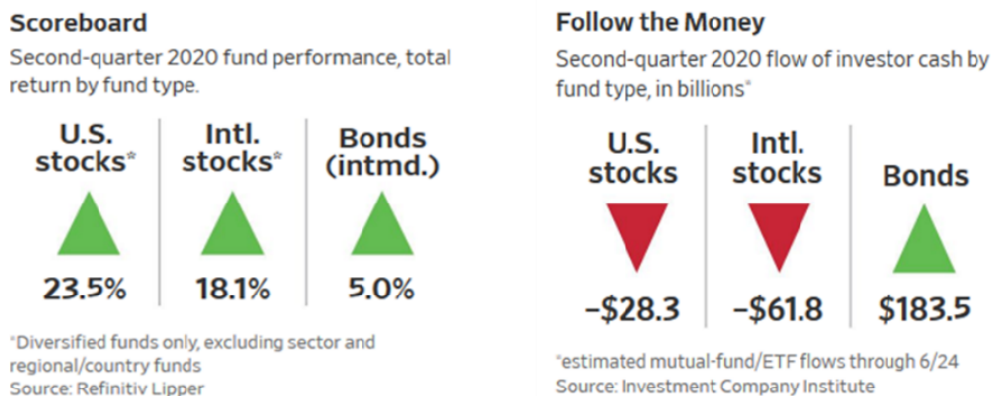 Scoreboard
Second-quarter 2020 fund performance, total
return by fund type.
U.S.
stocks*
Intl.
stocks*
Bonds
(intmd.)
23.5%
18.1%
5.0%
*Diversified funds only, excluding sector and
regional/country funds
Source: Refinitiv Lipper
Follow the Money
Second-quarter 2020 flow of investor cash by
fund type, in billions*
U.S.
stocks
Intl.
stocks
Bonds
–$28.3
–$61.8
$183.5
*estimated mutual-fund/ETF flows through 6/24
Source: Investment Company Institute